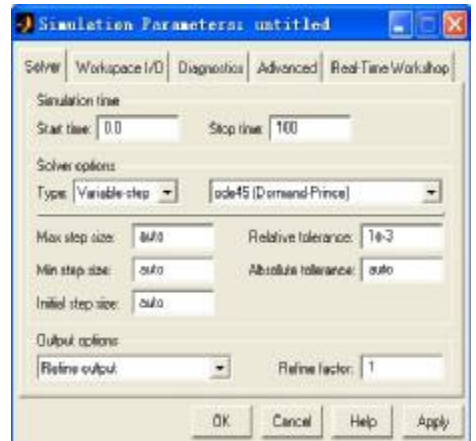 Simulation Parameters: untitled
Solver Workspace I/O Diagnostics Advanced Real-Time Workshop
Simulation time
Start time: 0.0 Stop time: 100
Solver options
Type: Variable-step ode45 (Dormand-Prince)
Max step size: auto Relative tolerance: 1e-3
Min step size: auto Absolute tolerance: auto
Initial step size: auto
Output options
Refine output Refine factor: 1
OK Cancel Help Apply